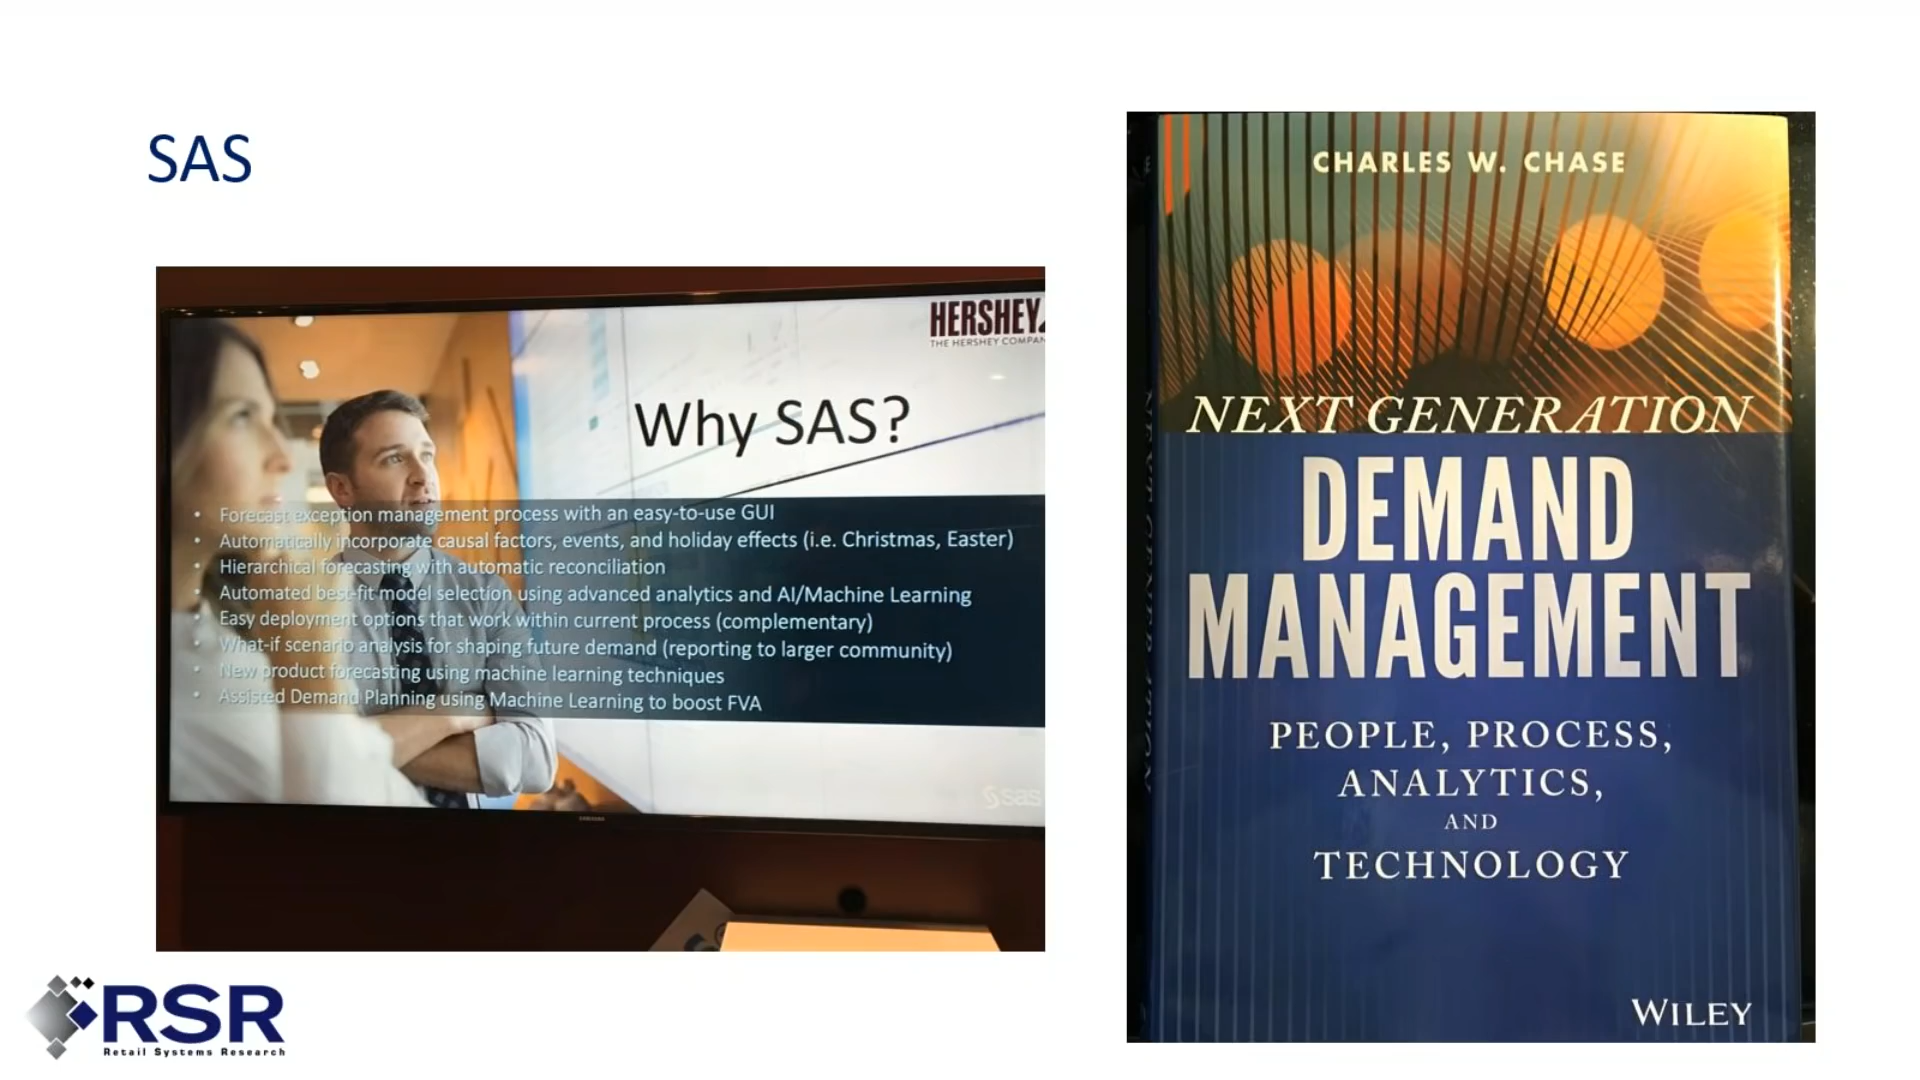 SAS
HERSHEY
THE HERSHEY COMPAN
Why SAS?
• Forecast exception management process with an easy-to-use GUI
• Automatically incorporate causal factors, events, and holiday effects (i.e. Christmas, Easter)
• Hierarchical forecasting with automatic reconciliation
• Automated best-fit model selection using advanced analytics and AI/Machine Learning
• Easy deployment options that work within current process (complementary)
• What-if scenario analysis for shaping future demand (reporting to larger community)
• New product forecasting using machine learning techniques
• Assisted Demand Planning using Machine Learning to boost FVA
sas
SAMSUNG
CHARLES W. CHASE
NEXT GENERATION
DEMAND
MANAGEMENT
PEOPLE, PROCESS,
ANALYTICS,
AND
TECHNOLOGY
WILEY
RSR
Retail Systems Research